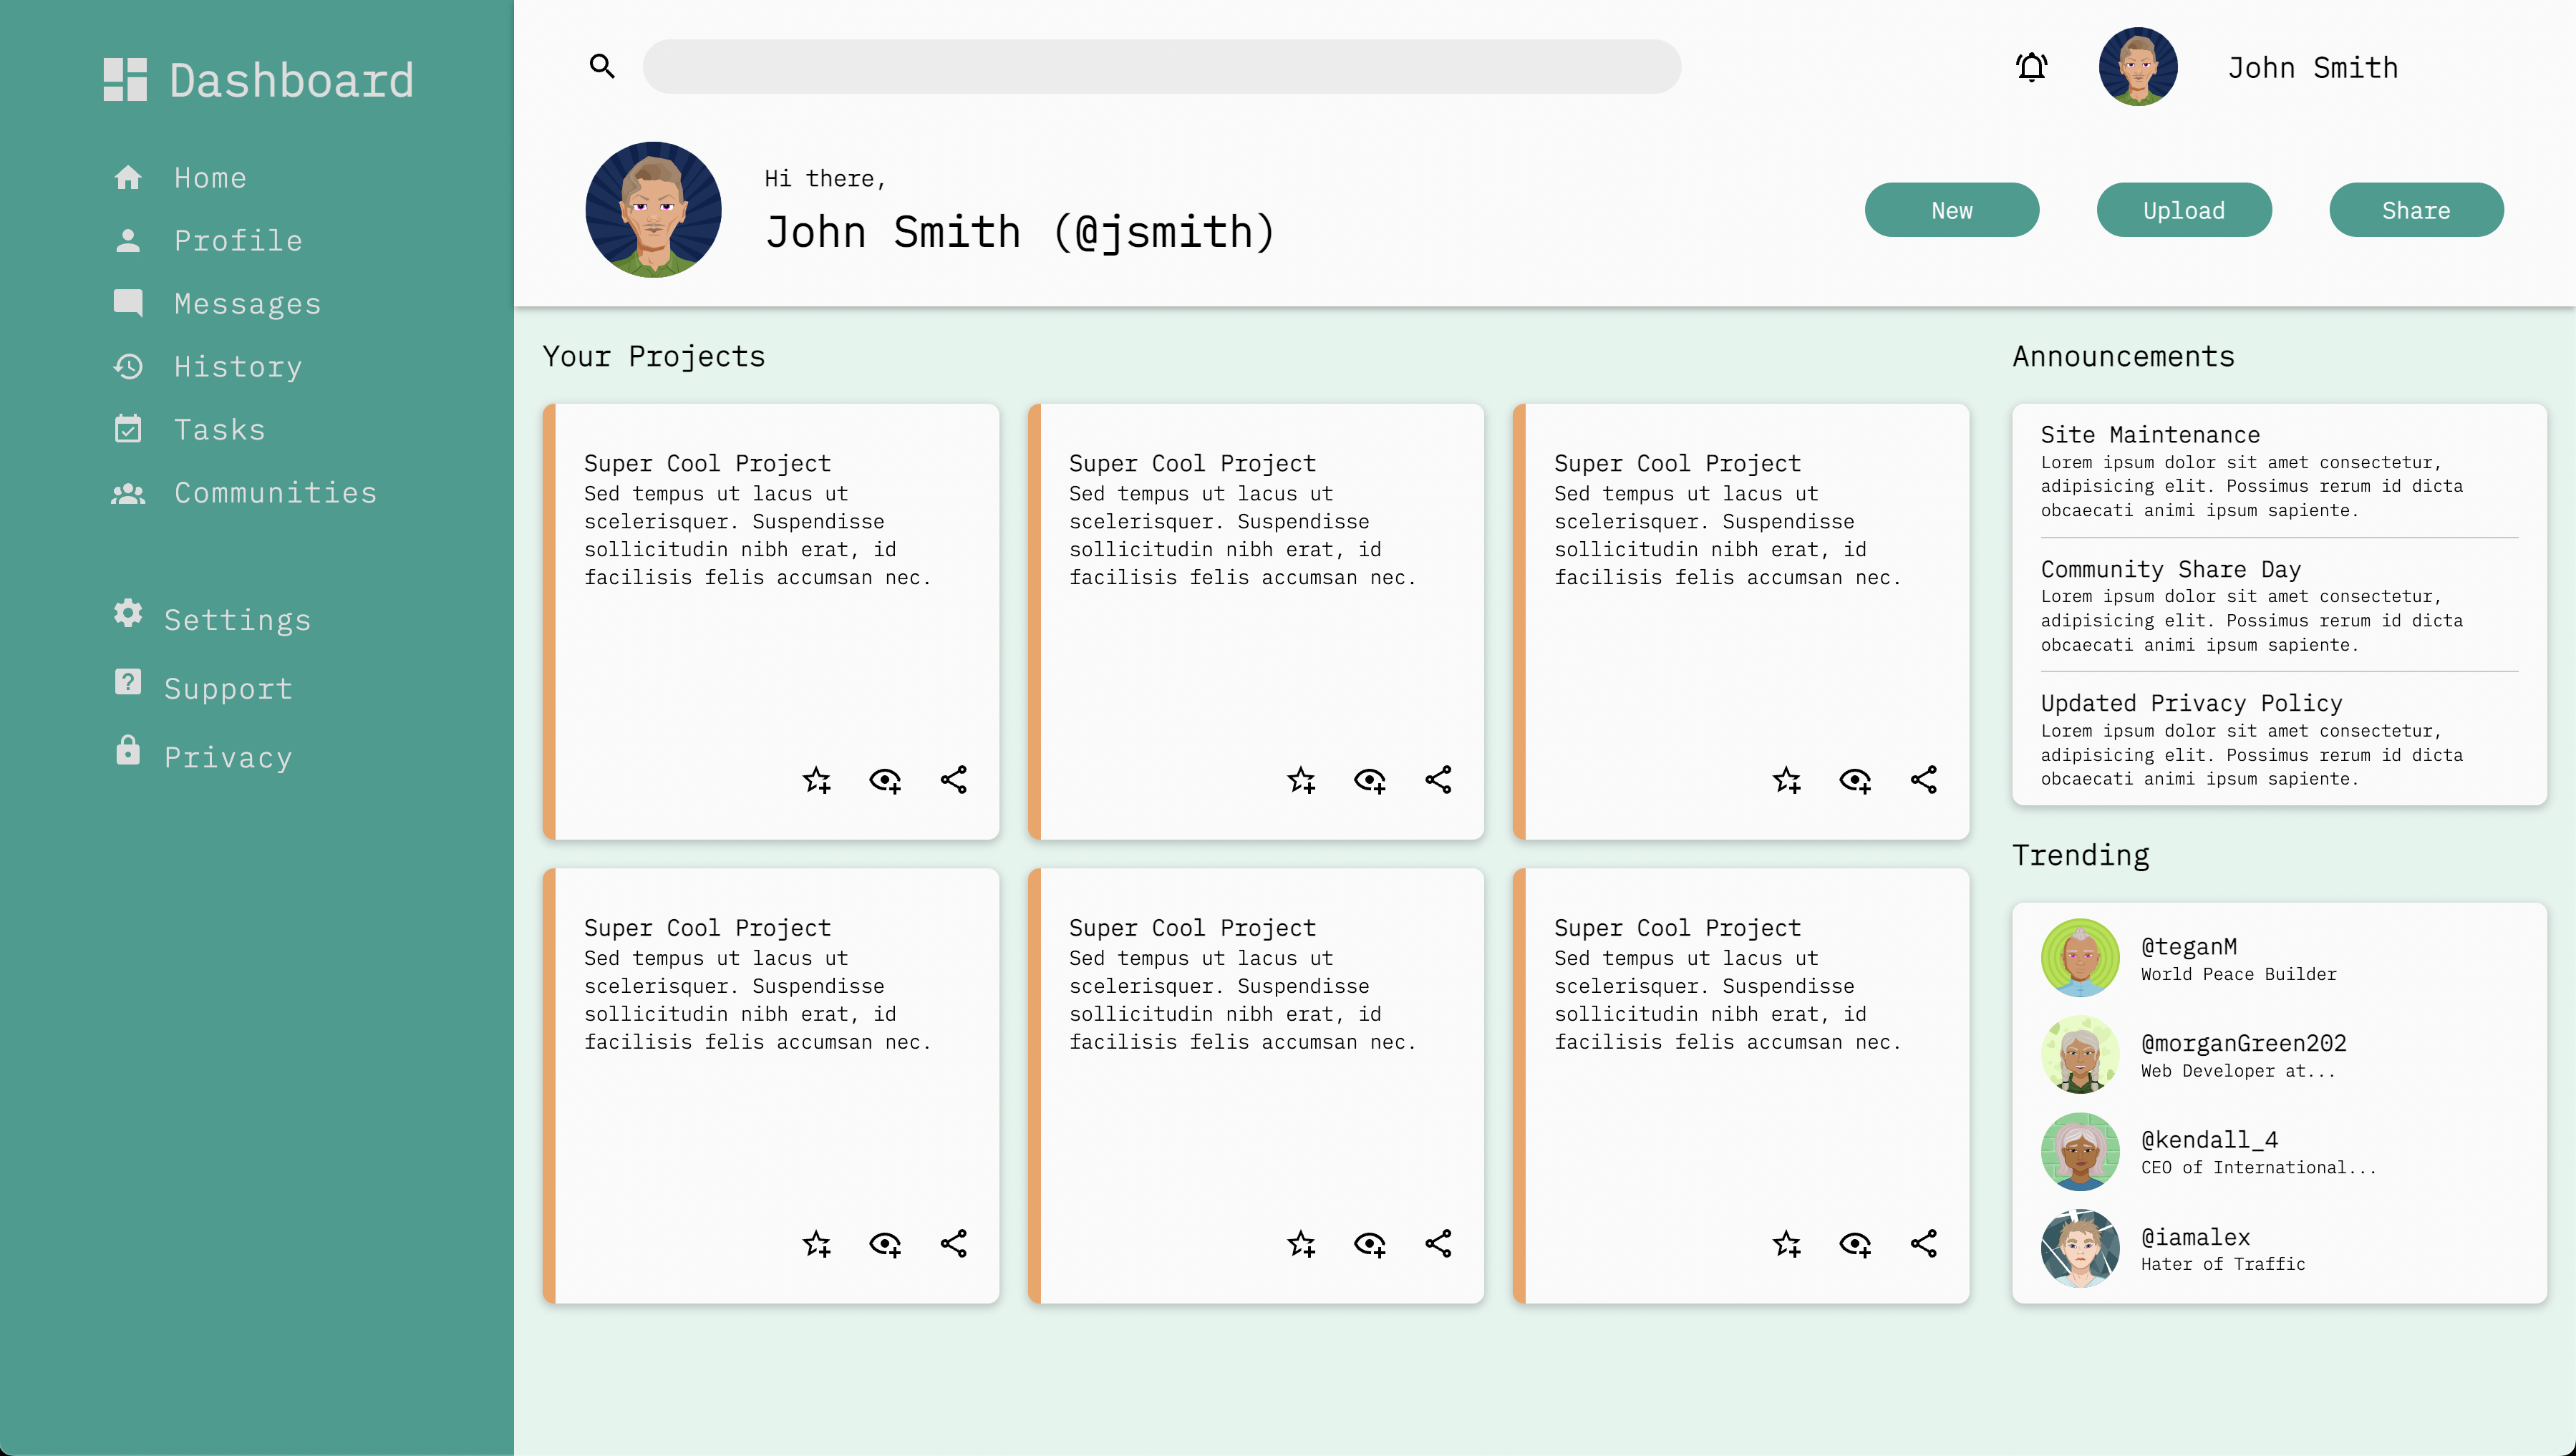 Dashboard
Home
Profile
Messages
History
Tasks
Communities
Settings
Support
Privacy
John Smith
Hi there,
John Smith (@jsmith)
New
Upload
Share
Your Projects
Super Cool Project
Sed tempus ut lacus ut
scelerisquer. Suspendisse
sollicitudin nibh erat, id
facilisis felis accumsan nec.
Super Cool Project
Sed tempus ut lacus ut
scelerisquer. Suspendisse
sollicitudin nibh erat, id
facilisis felis accumsan nec.
Super Cool Project
Sed tempus ut lacus ut
scelerisquer. Suspendisse
sollicitudin nibh erat, id
facilisis felis accumsan nec.
Super Cool Project
Sed tempus ut lacus ut
scelerisquer. Suspendisse
sollicitudin nibh erat, id
facilisis felis accumsan nec.
Super Cool Project
Sed tempus ut lacus ut
scelerisquer. Suspendisse
sollicitudin nibh erat, id
facilisis felis accumsan nec.
Super Cool Project
Sed tempus ut lacus ut
scelerisquer. Suspendisse
sollicitudin nibh erat, id
facilisis felis accumsan nec.
Announcements
Site Maintenance
Lorem ipsum dolor sit amet consectetur,
adipisicing elit. Possimus rerum id dicta
obcaecati animi ipsum sapiente.
Community Share Day
Lorem ipsum dolor sit amet consectetur,
adipisicing elit. Possimus rerum id dicta
obcaecati animi ipsum sapiente.
Updated Privacy Policy
Lorem ipsum dolor sit amet consectetur,
adipisicing elit. Possimus rerum id dicta
obcaecati animi ipsum sapiente.
Trending
@teganM
World Peace Builder
@morganGreen202
Web Developer at...
@kendall_4
CEO of International...
@iamalex
Hater of Traffic